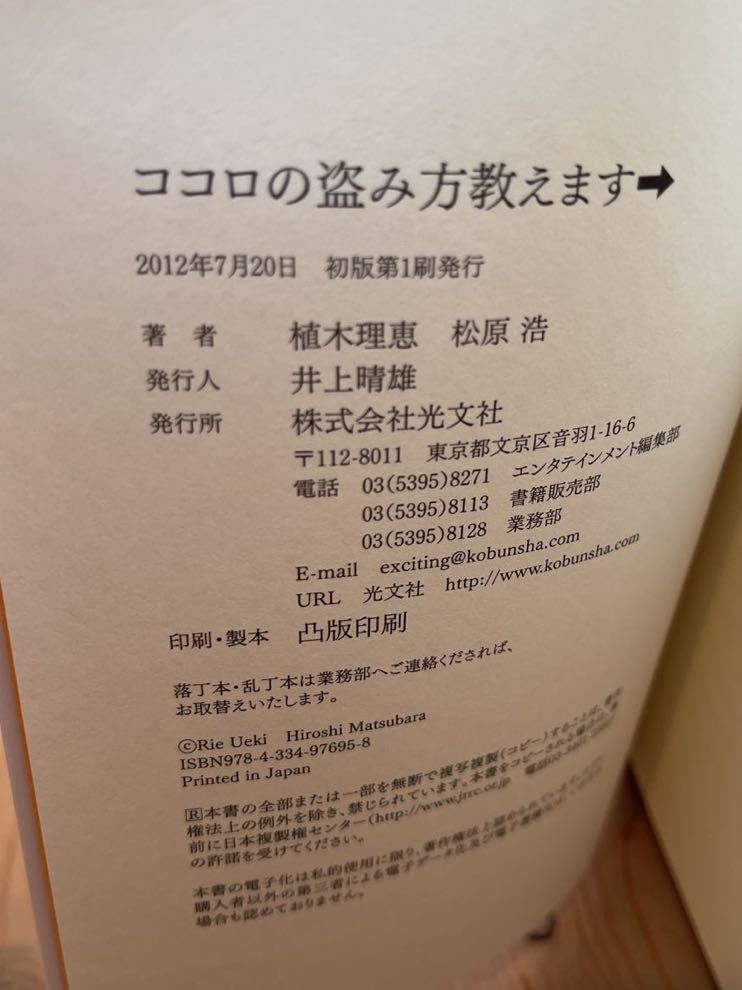 ココロの盗み方教えます➡
2012年7月20日 初版第1刷発行
著 者 植木理恵 松原 浩
発行人 井上晴雄
発行所 株式会社光文社
〒112-8011 東京都文京区音羽1-16-6
電話 03(5395)8271 エンタテインメント編集部
03(5395)8113 書籍販売部
03(5395)8128 業務部
E-mail exciting@kobunsha.com
URL 光文社 http://www.kobunsha.com
印刷・製本 凸版印刷
落丁本・乱丁本は業務部へご連絡くだされば、
お取替えいたします。
©Rie Ueki Hiroshi Matsubara
ISBN978-4-334-97695-8
Printed in Japan
Ⓡ本書の全部または一部を無断で複写複製(コピー)することは、
権法上の例外を除き、禁じられています。本書をコピーされる場合は、
前に日本複製権センター(http://www.jrrc.or.jp 電話03-
の許諾を受けてください。
本書の電子化は私的使用に限り、著作権法上認められています。
購入者以外の第三者による電子データ化及び電子書籍化は、
場合も認めておりません。